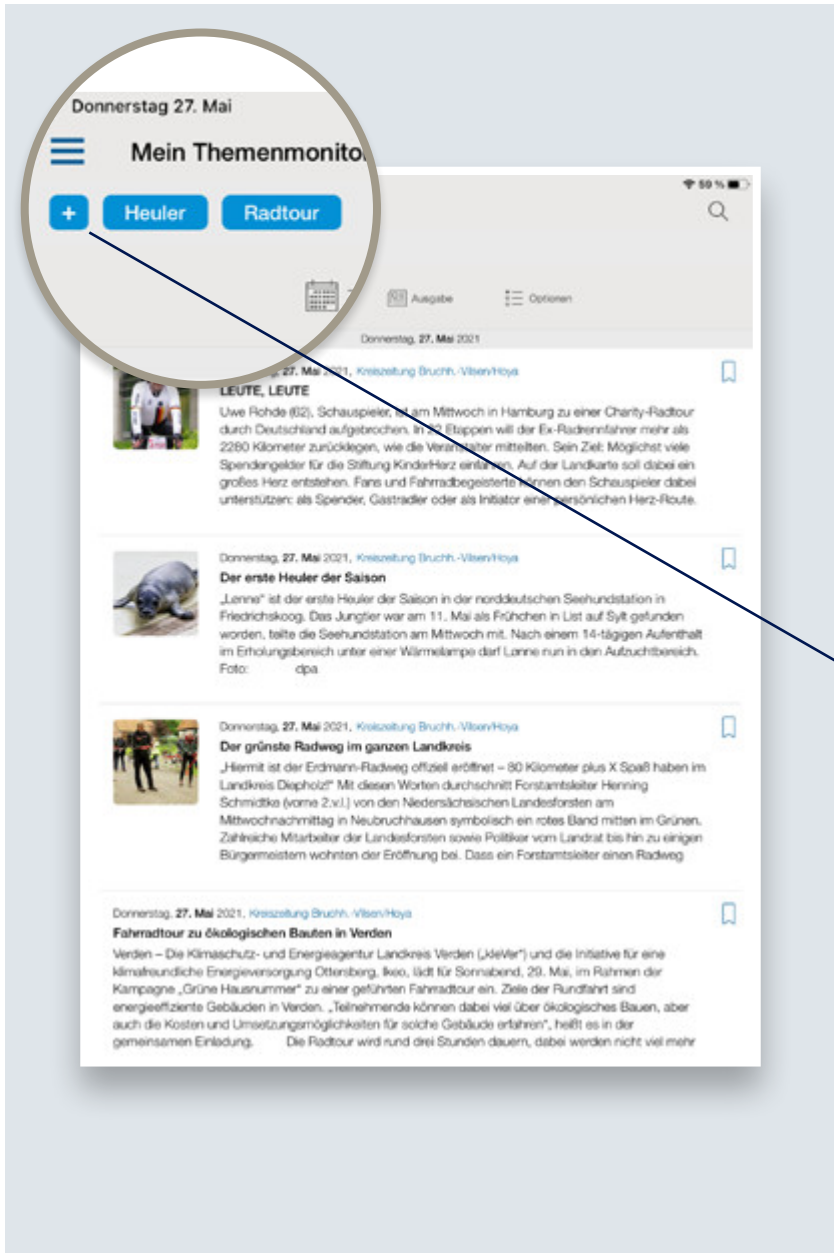 Donnerstag 27. Mai
Mein Themenmonito
+ Heuler Radtour
59 %
Ausgabe Optionen
Donnerstag, 27. Mai 2021
27. Mai 2021, Kreiszeitung Bruchh.-Vilsen/Hoya
LEUTE, LEUTE
Uwe Rohde (62), Schauspieler, ist am Mittwoch in Hamburg zu einer Charity-Radtour
durch Deutschland aufgebrochen. In 22 Etappen will der Ex-Radrennfahrer mehr als
2260 Kilometer zurücklegen, wie die Veranstalter mitteilten. Sein Ziel: Möglichst viele
Spendengelder für die Stiftung KinderHerz einfahren. Auf der Landkarte soll dabei ein
großes Herz entstehen. Fans und Fahrradbegeisterte können den Schauspieler dabei
unterstützen: als Spender, Gastradler oder als Initiator einer persönlichen Herz-Route.
Donnerstag, 27. Mai 2021, Kreiszeitung Bruchh.-Vilsen/Hoya
Der erste Heuler der Saison
„Lenne“ ist der erste Heuler der Saison in der norddeutschen Seehundstation in
Friedrichskoog. Das Jungtier war am 11. Mai als Frühchen in List auf Sylt gefunden
worden, teilte die Seehundstation am Mittwoch mit. Nach einem 14-tägigen Aufenthalt
im Erholungsbereich unter einer Wärmelampe darf Lenne nun in den Aufzuchtbereich.
Foto: dpa
Donnerstag, 27. Mai 2021, Kreiszeitung Bruchh.-Vilsen/Hoya
Der grünste Radweg im ganzen Landkreis
„Hiermit ist der Erdmann-Radweg offiziell eröffnet – 80 Kilometer plus X Spaß haben im
Landkreis Diepholz!“ Mit diesen Worten durchschnitt Forstamtsleiter Henning
Schmidtke (vorne 2.v.l.) von den Niedersächsischen Landesforsten am
Mittwochnachmittag in Neubruchhausen symbolisch ein rotes Band mitten im Grünen.
Zahlreiche Mitarbeiter der Landesforsten sowie Politiker vom Landrat bis hin zu einigen
Bürgermeistern wohnten der Eröffnung bei. Dass ein Forstamtsleiter einen Radweg
Donnerstag, 27. Mai 2021, Kreiszeitung Bruchh.-Vilsen/Hoya
Fahrradtour zu ökologischen Bauten in Verden
Verden – Die Klimaschutz- und Energieagentur Landkreis Verden („kleVer“) und die Initiative für eine
klimafreundliche Energieversorgung Ottersberg, Ikeo, lädt für Sonnabend, 29. Mai, im Rahmen der
Kampagne „Grüne Hausnummer“ zu einer geführten Fahrradtour ein. Ziele der Rundfahrt sind
energieeffiziente Gebäuden in Verden. „Teilnehmende können dabei viel über ökologisches Bauen, aber
auch die Kosten und Umsetzungsmöglichkeiten für solche Gebäude erfahren“, heißt es in der
gemeinsamen Einladung. Die Radtour wird rund drei Stunden dauern, dabei werden nicht viel mehr